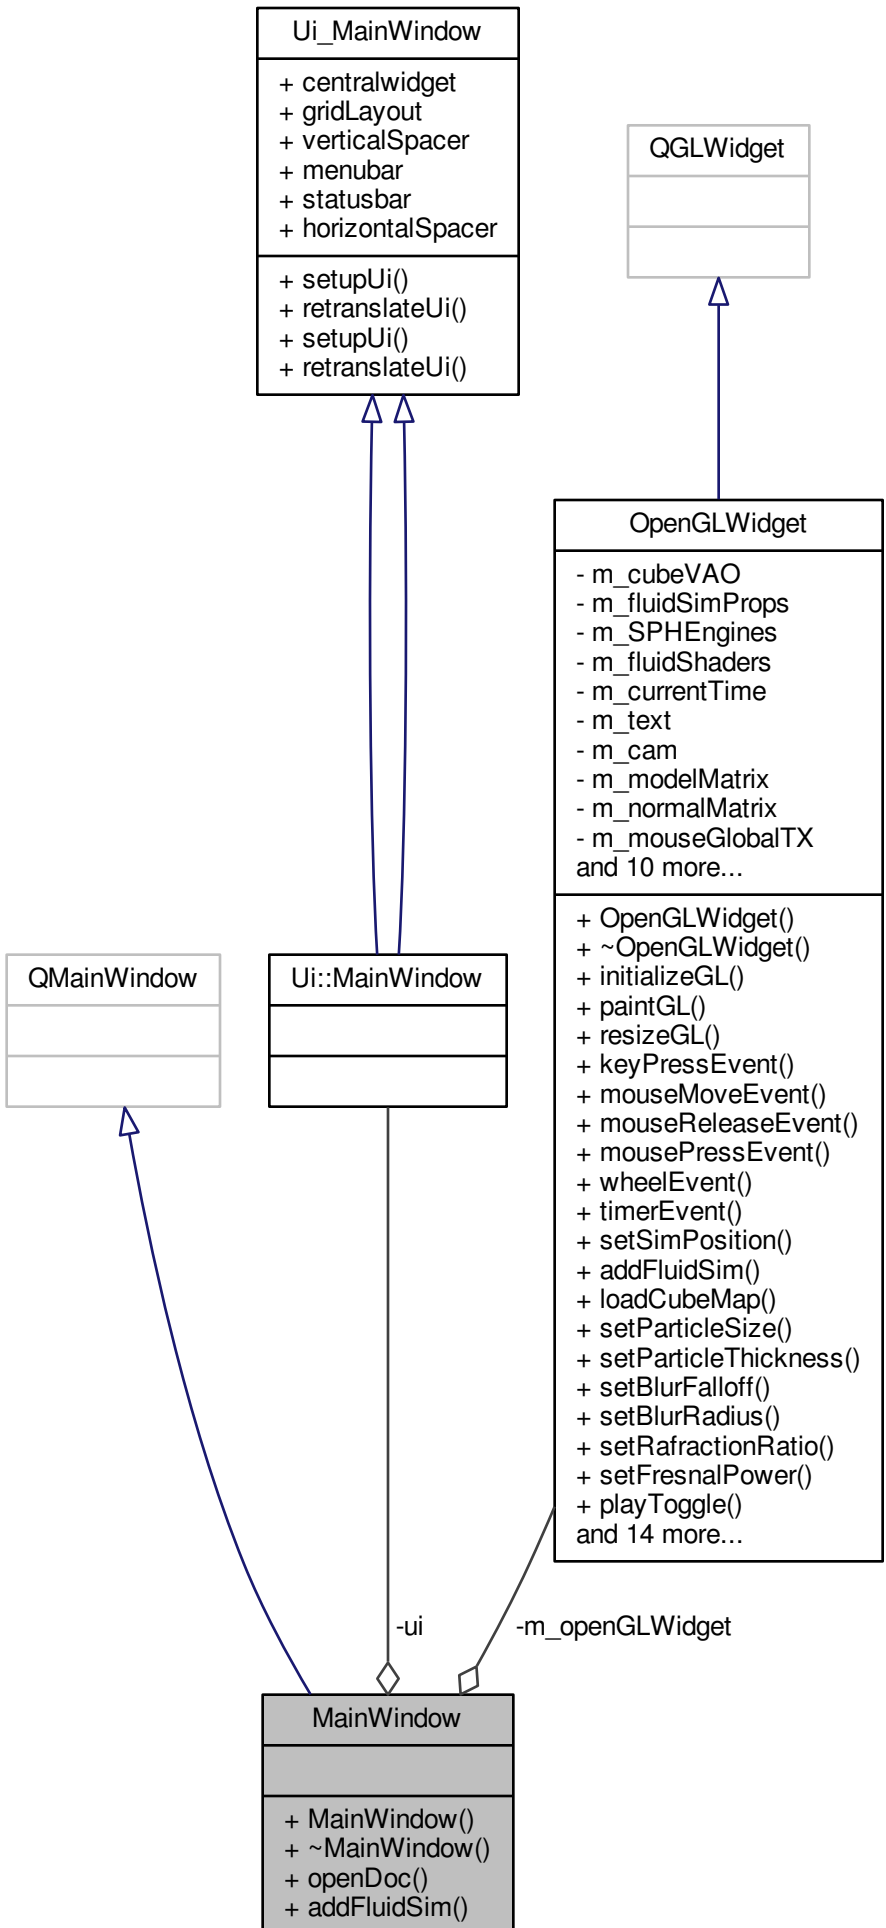 Ui_MainWindow
+ centralwidget
+ gridLayout
+ verticalSpacer
+ menubar
+ statusbar
+ horizontalSpacer
+ setupUi()
+ retranslateUi()
+ setupUi()
+ retranslateUi()
QGLWidget
OpenGLWidget
- m_cubeVAO
- m_fluidSimProps
- m_SPHEngines
- m_fluidShaders
- m_currentTime
- m_text
- m_cam
- m_modelMatrix
- m_normalMatrix
- m_mouseGlobalTX
and 10 more...
+ OpenGLWidget()
+ ~OpenGLWidget()
+ initializeGL()
+ paintGL()
+ resizeGL()
+ keyPressEvent()
+ mouseMoveEvent()
+ mouseReleaseEvent()
+ mousePressEvent()
+ wheelEvent()
+ timerEvent()
+ setSimPosition()
+ addFluidSim()
+ loadCubeMap()
+ setParticleSize()
+ setParticleThickness()
+ setBlurFalloff()
+ setBlurRadius()
+ setRafractionRatio()
+ setFresnalPower()
+ playToggle()
and 14 more...
QMainWindow
Ui::MainWindow
-ui
-m_openGLWidget
MainWindow
+ MainWindow()
+ ~MainWindow()
+ openDoc()
+ addFluidSim()